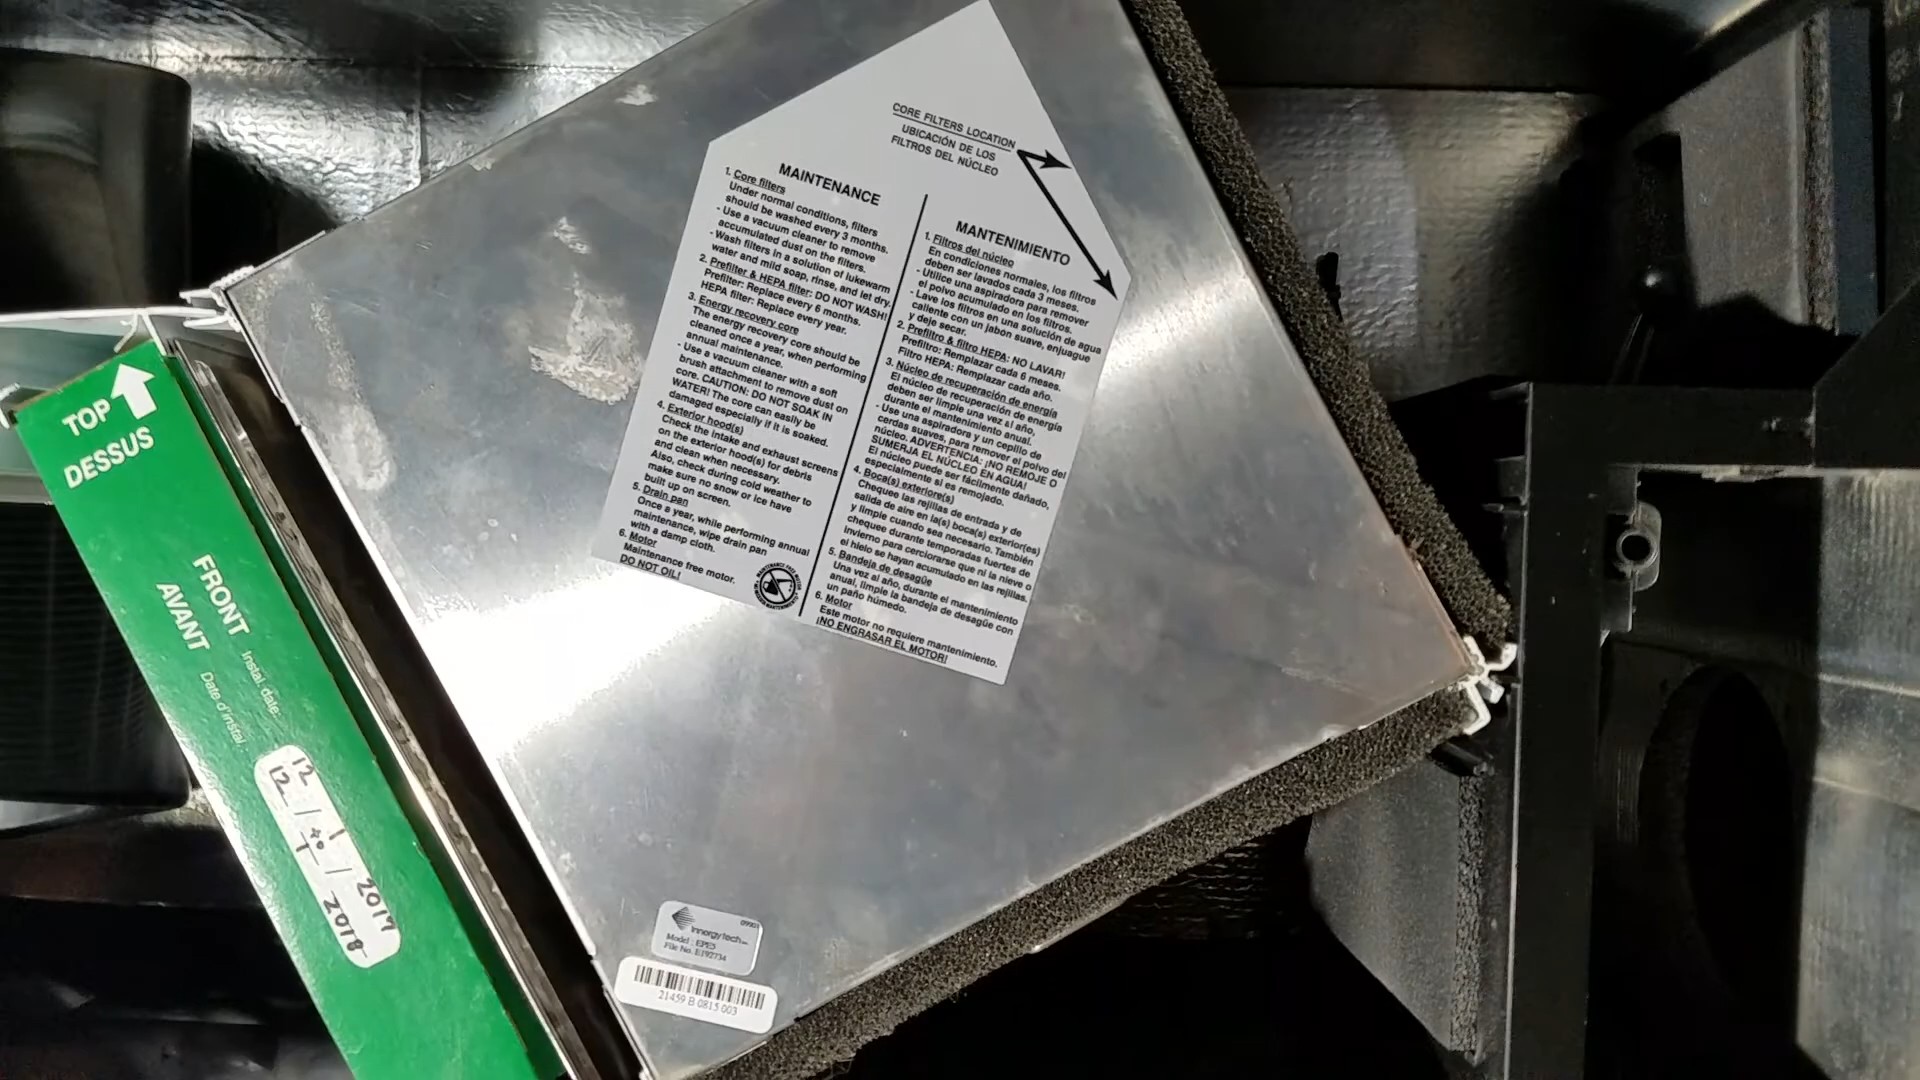 CORE FILTERS LOCATION
UBICACIÓN DE LOS
FILTROS DEL NÚCLEO
MAINTENANCE
1. Core filters
Under normal conditions, filters
should be washed every 3 months.
- Use a vacuum cleaner to remove
accumulated dust on the filters.
- Wash filters in a solution of lukewarm
water and mild soap, rinse, and let dry.
2. Prefilter & HEPA filter: DO NOT WASH!
Prefilter: Replace every 6 months.
HEPA filter: Replace every year.
3. Energy recovery core
The energy recovery core should be
cleaned once a year, when performing
annual maintenance.
- Use a vacuum cleaner with a soft
brush attachment to remove dust on
core. CAUTION: DO NOT SOAK IN
WATER! The core can easily be
damaged especially if it is soaked.
4. Exterior hood(s)
Check the intake and exhaust screens
on the exterior hood(s) for debris
and clean when necessary.
Also, check during cold weather to
make sure no snow or ice have
built up on screen.
5. Drain pan
Once a year, while performing annual
maintenance, wipe drain pan
with a damp cloth.
6. Motor
Maintenance free motor.
DO NOT OIL!
MANTENIMIENTO
1. Filtros del núcleo
En condiciones normales, los filtros
deben ser lavados cada 3 meses.
- Utilice una aspiradora para remover
el polvo acumulado en los filtros.
- Lave los filtros en una solución de agua
caliente con un jabón suave, enjuague
y deje secar.
2. Prefiltro & filtro HEPA: NO LAVAR!
Prefiltro: Remplazar cada 6 meses.
Filtro HEPA: Remplazar cada año.
3. Núcleo de recuperación de energía
El núcleo de recuperación de energía
deben ser limpie una vez al año,
durante el mantenimiento anual.
- Use una aspiradora y un cepillo de
cerdas suaves, para remover el polvo del
núcleo. ADVERTENCIA: ¡NO REMOJE O
SUMERJA EL NÚCLEO EN AGUA!
El núcleo puede ser fácilmente dañado,
especialmente si es remojado.
4. Boca(s) exteriore(s)
Chequee las rejillas de entrada y de
salida de aire en la(s) boca(s) exterior(es)
y limpie cuando sea necesario. También
chequee durante temporadas fuertes de
invierno para cerciorarse que ni la nieve o
el hielo se hayan acumulado en las rejillas.
5. Bandeja de desagüe
Una vez al año, durante el mantenimiento
anual, limpie la bandeja de desagüe con
un paño húmedo.
6. Motor
Este motor no requiere mantenimiento.
¡NO ENGRASAR EL MOTOR!
TOP
DESSUS
FRONT
AVANT
Instal. date
Date d'instal.
12 / 1 / 2017
12 / / 2018
InnergyTech inc.
Model : EPE5
File No. E192734
21459 B 0815 003